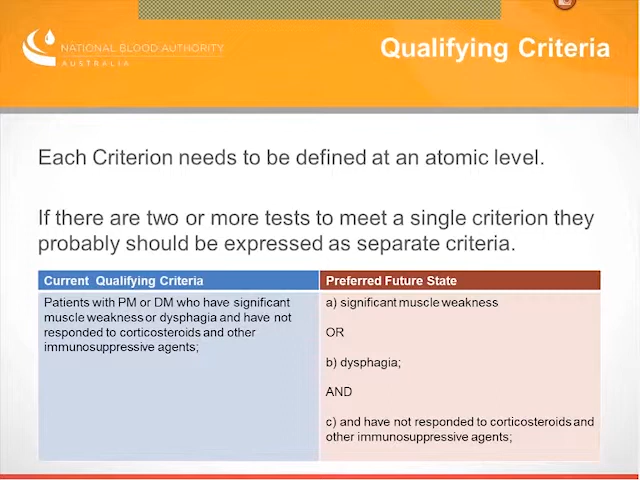 NATIONAL BLOOD AUTHORITY
AUSTRALIA
Qualifying Criteria
Each Criterion needs to be defined at an atomic level.
If there are two or more tests to meet a single criterion they
probably should be expressed as separate criteria.
Current Qualifying Criteria
Patients with PM or DM who have significant
muscle weakness or dysphagia and have not
responded to corticosteroids and other
immunosuppressive agents;
Preferred Future State
a) significant muscle weakness
OR
b) dysphagia;
AND
c) and have not responded to corticosteroids and
other immunosuppressive agents;